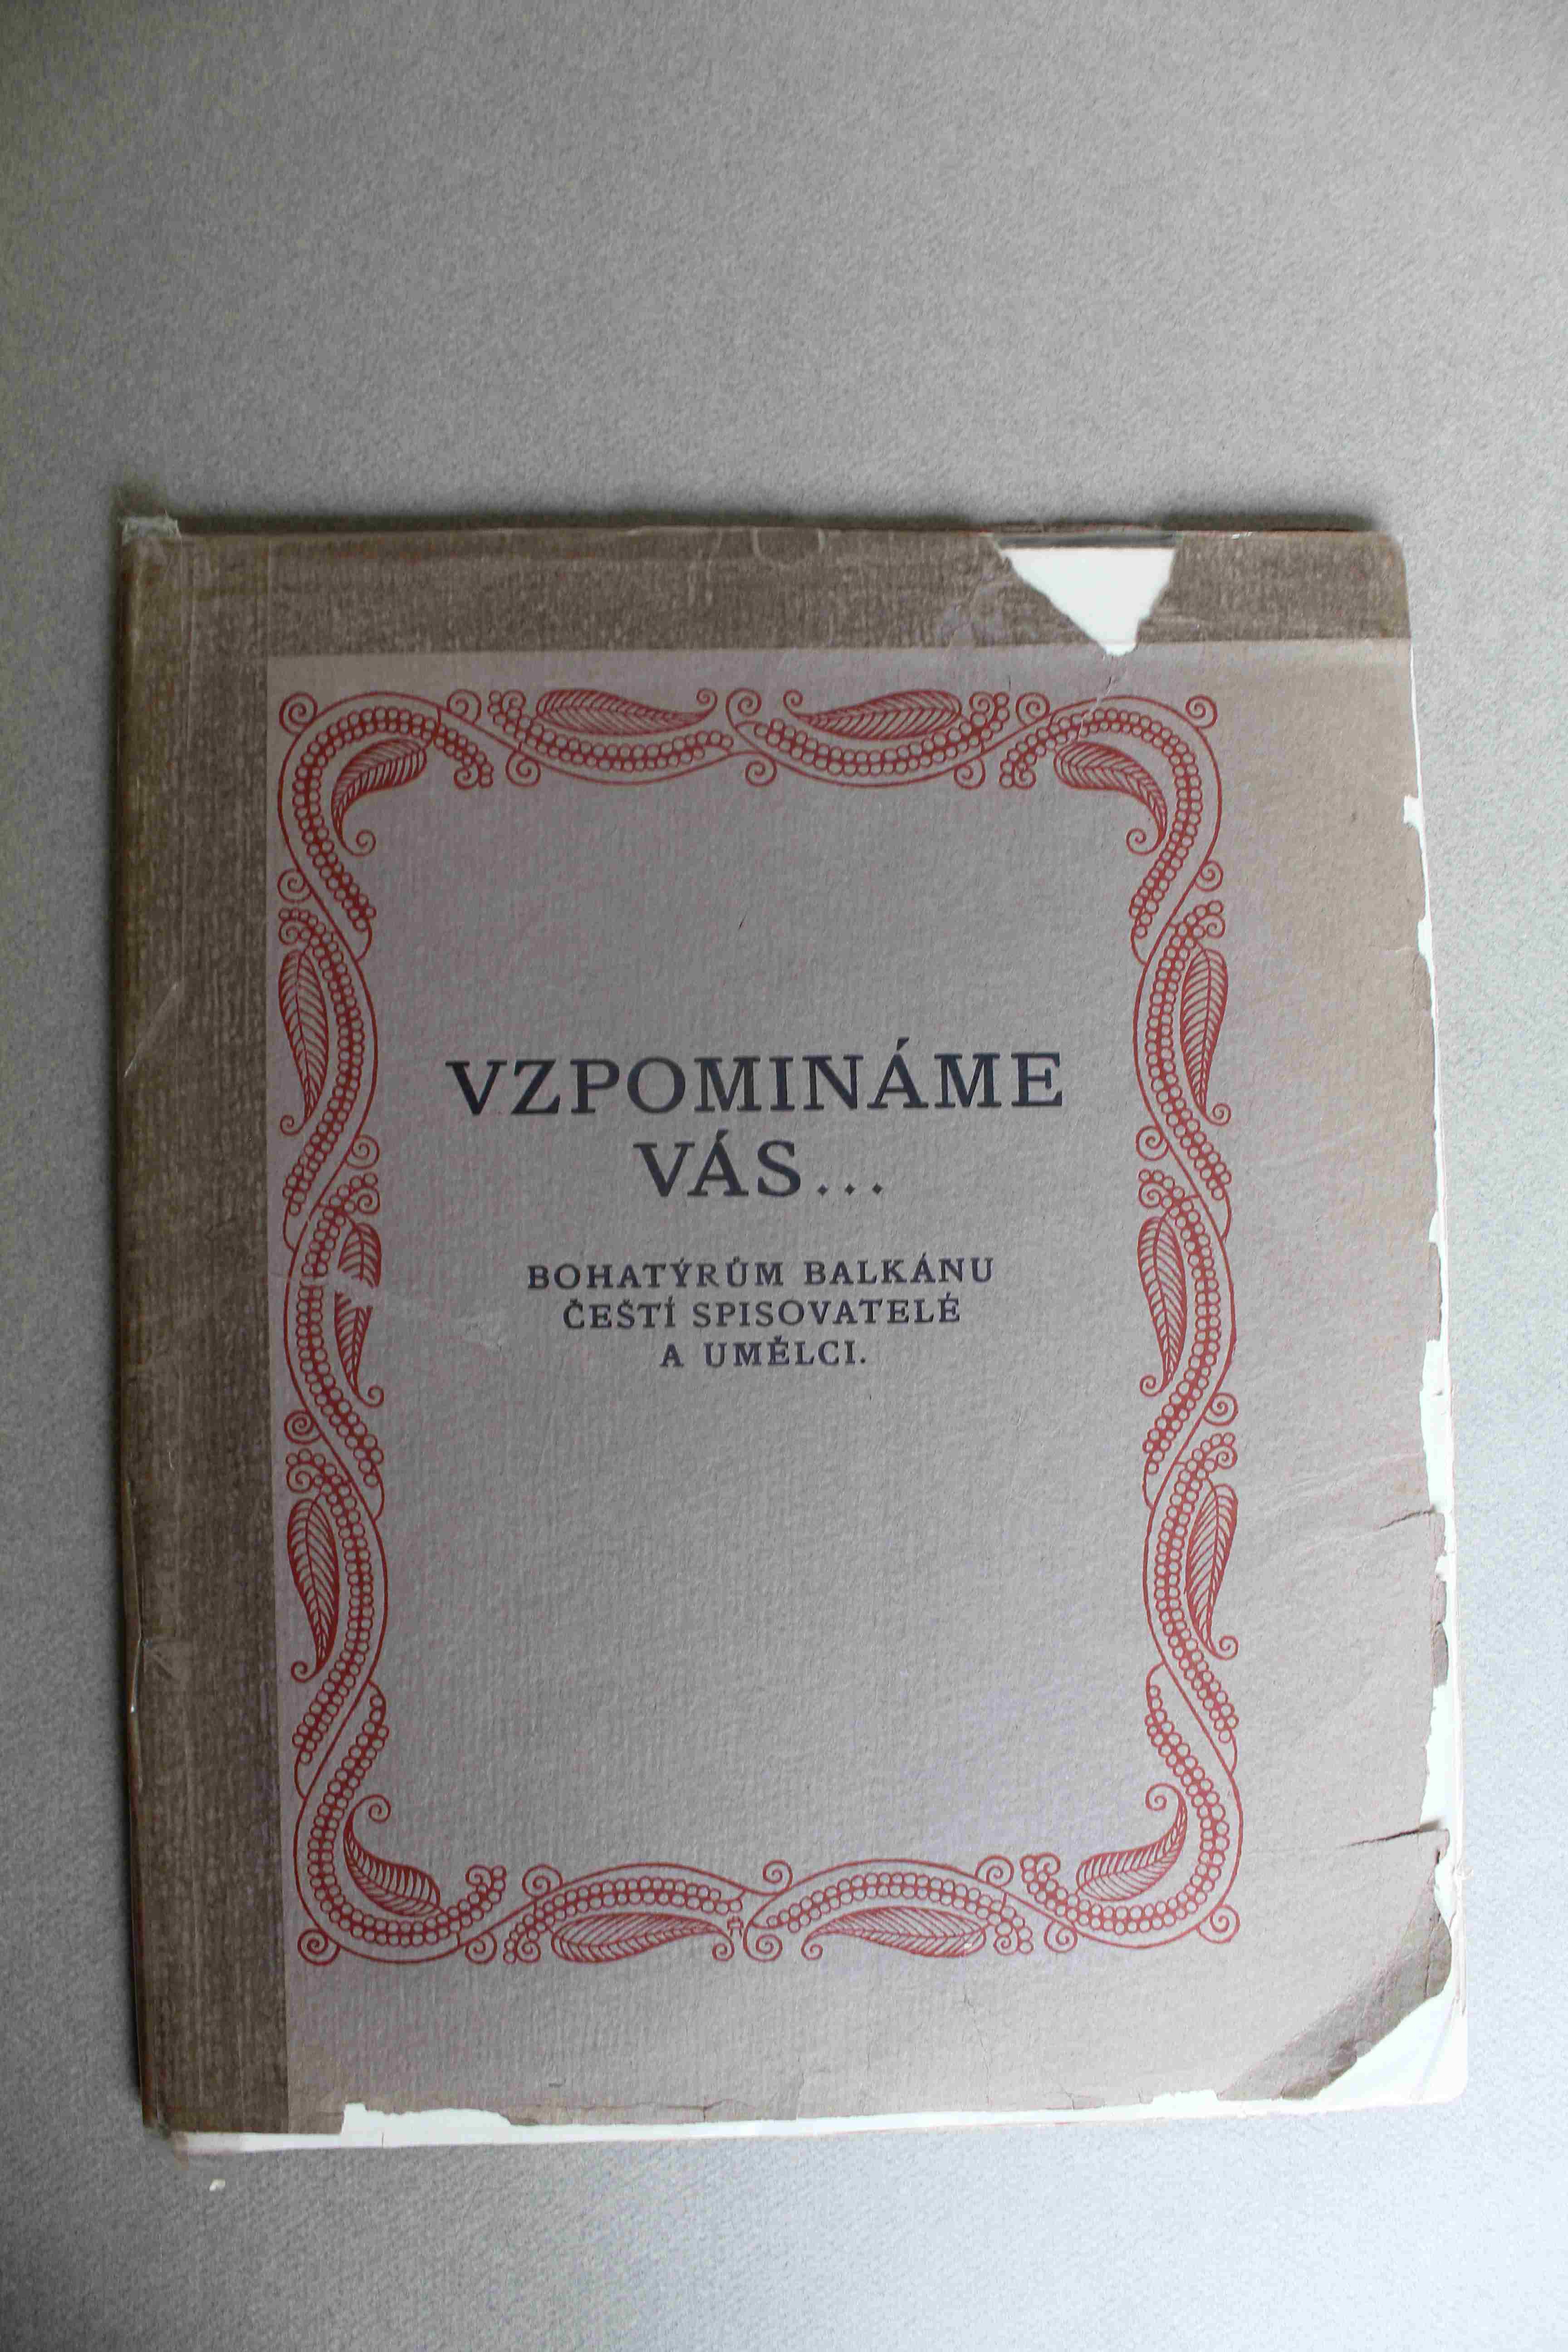 VZPOMINÁME
VÁS...
BOHATÝRŮM BALKÁNU
ČEŠTÍ SPISOVATELÉ
A UMĚLCI.